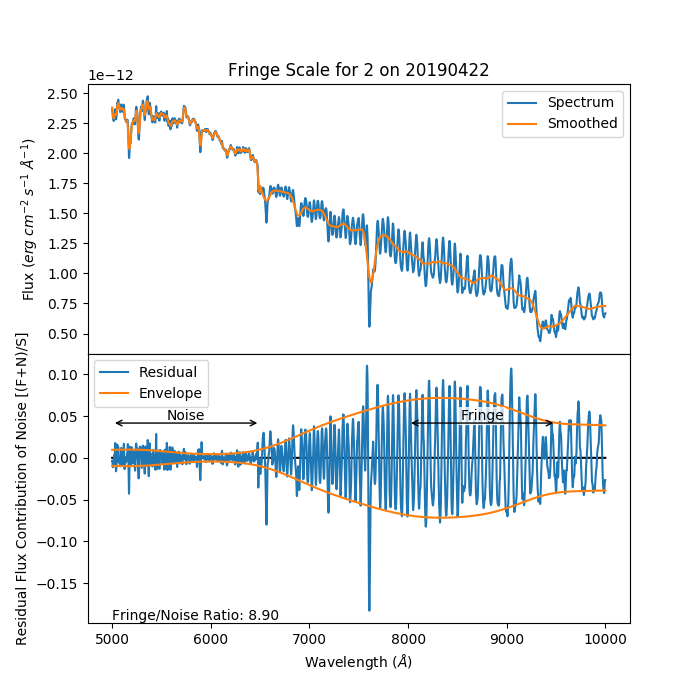 Fringe Scale for 2 on 20190422
1e−12
Flux (erg cm−2 s−1 Å−1)
2.50
2.25
2.00
1.75
1.50
1.25
1.00
0.75
0.50
Spectrum
Smoothed
Residual Flux Contribution of Noise [(F+N)/S]
0.10
0.05
0.00
−0.05
−0.10
−0.15
Residual
Envelope
Noise
Fringe
Fringe/Noise Ratio: 8.90
5000 6000 7000 8000 9000 10000
Wavelength (Å)